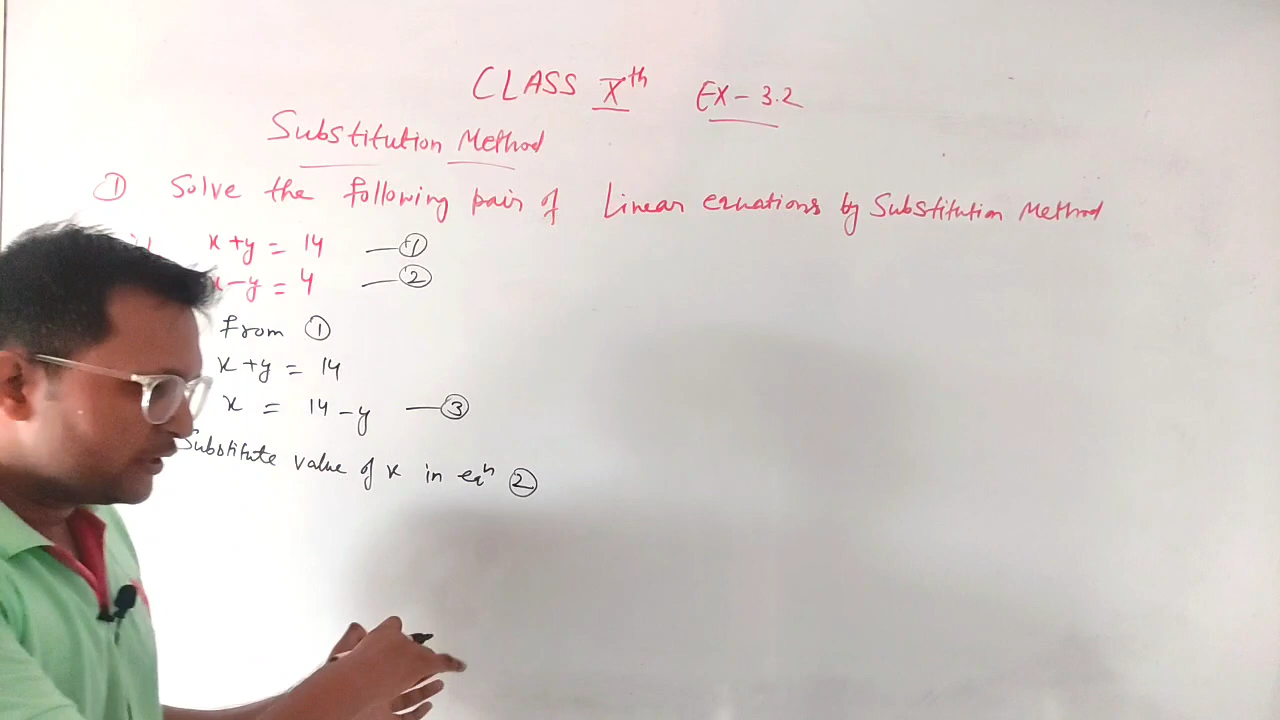 CLASS Xth EX-3.2
Substitution Method
① Solve the following pair of Linear equations by Substitution Method
x+y = 14 —①
x-y = 4 —②
From ①
x+y = 14
x = 14-y —③
Substitute value of x in eqn ②